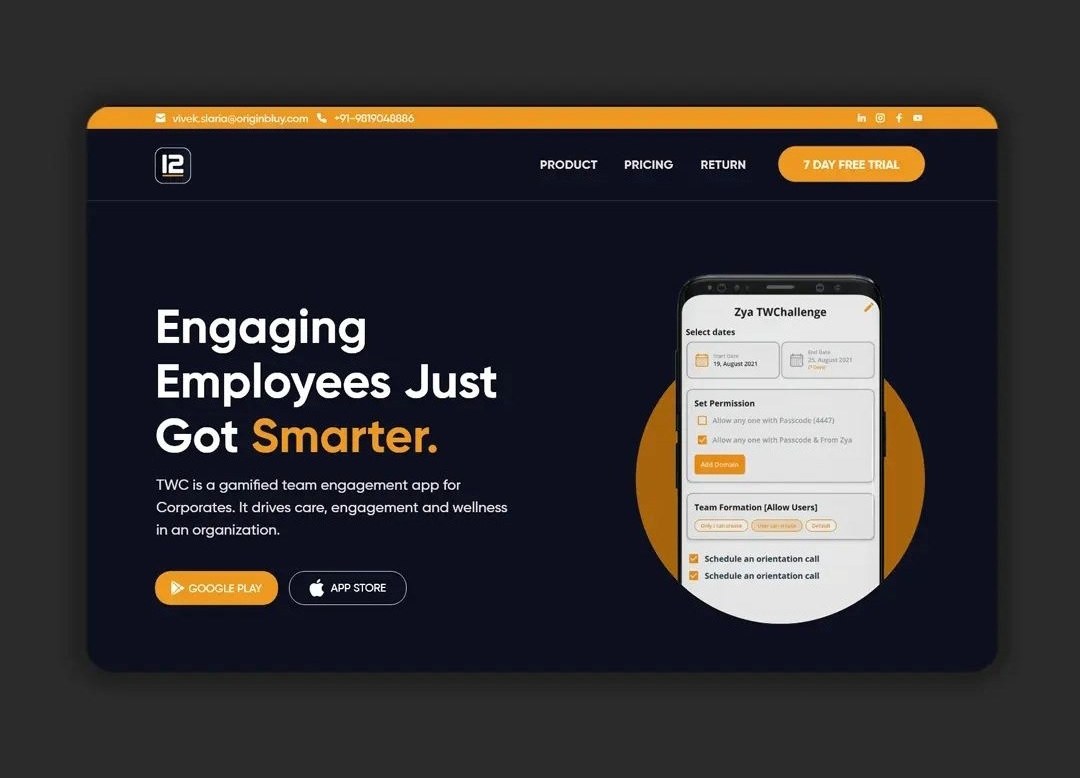 vivek.slaria@originbluy.com +91-9819048886
12
PRODUCT PRICING RETURN 7 DAY FREE TRIAL
Engaging
Employees Just
Got Smarter.
TWC is a gamified team engagement app for
Corporates. It drives care, engagement and wellness
in an organization.
GOOGLE PLAY APP STORE
Zya TWChallenge
Select dates
Start Date
19, August 2021
End Date
25, August 2021
(7 Days)
Set Permission
Allow any one with Passcode (4447)
Allow any one with Passcode & From Zya
Add Domain
Team Formation [Allow Users]
Only I can create User can create Default
Schedule an orientation call
Schedule an orientation call